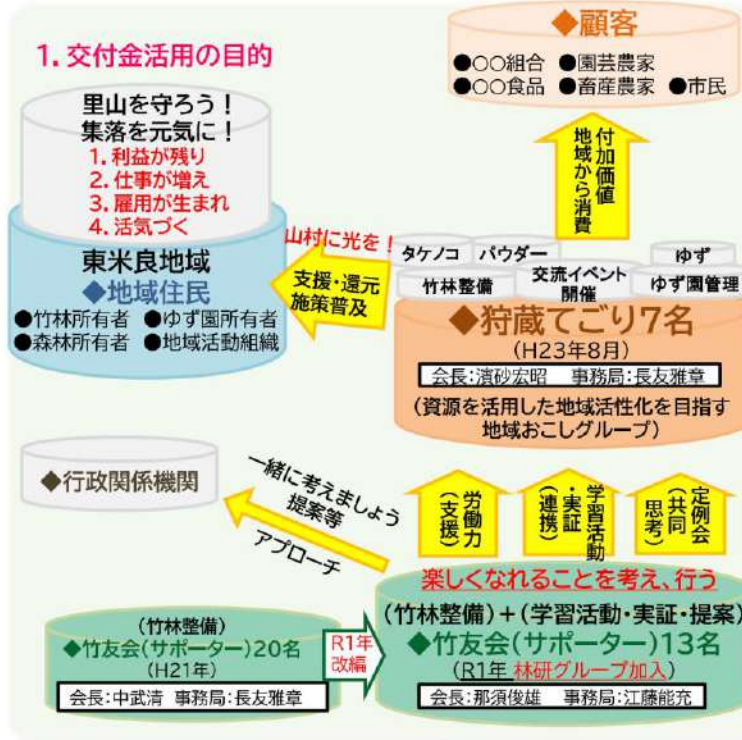 1. 交付金活用の目的
里山を守ろう！
集落を元気に！
1. 利益が残り
2. 仕事が増え
3. 雇用が生まれ
4. 活気づく
東米良地域
◆地域住民
●竹林所有者 ●ゆず園所有者
●森林所有者 ●地域活動組織
◆顧客
●○○組合 ●園芸農家
●○○食品 ●畜産農家 ●市民
付加価値
地域から消費
山村に光を！
支援・還元
施策普及
タケノコ パウダー ゆず
竹林整備 交流イベント開催 ゆず園管理
◆狩蔵てごり7名
(H23年8月)
会長:濱砂宏昭 事務局:長友雅章
(資源を活用した地域活性化を目指す
地域おこしグループ)
◆行政関係機関
一緒に考えましょう
提案等
アプローチ
労働力
(支援)
学習活動
・実証
(連携)
定例会
(共同
思考)
楽しくなれることを考え、行う
(竹林整備)+(学習活動・実証・提案)
◆竹友会(サポーター)13名
(R1年 林研グループ加入)
会長:那須俊雄 事務局:江藤能充
(竹林整備)
◆竹友会(サポーター)20名
(H21年)
会長:中武清 事務局:長友雅章
R1年
改編